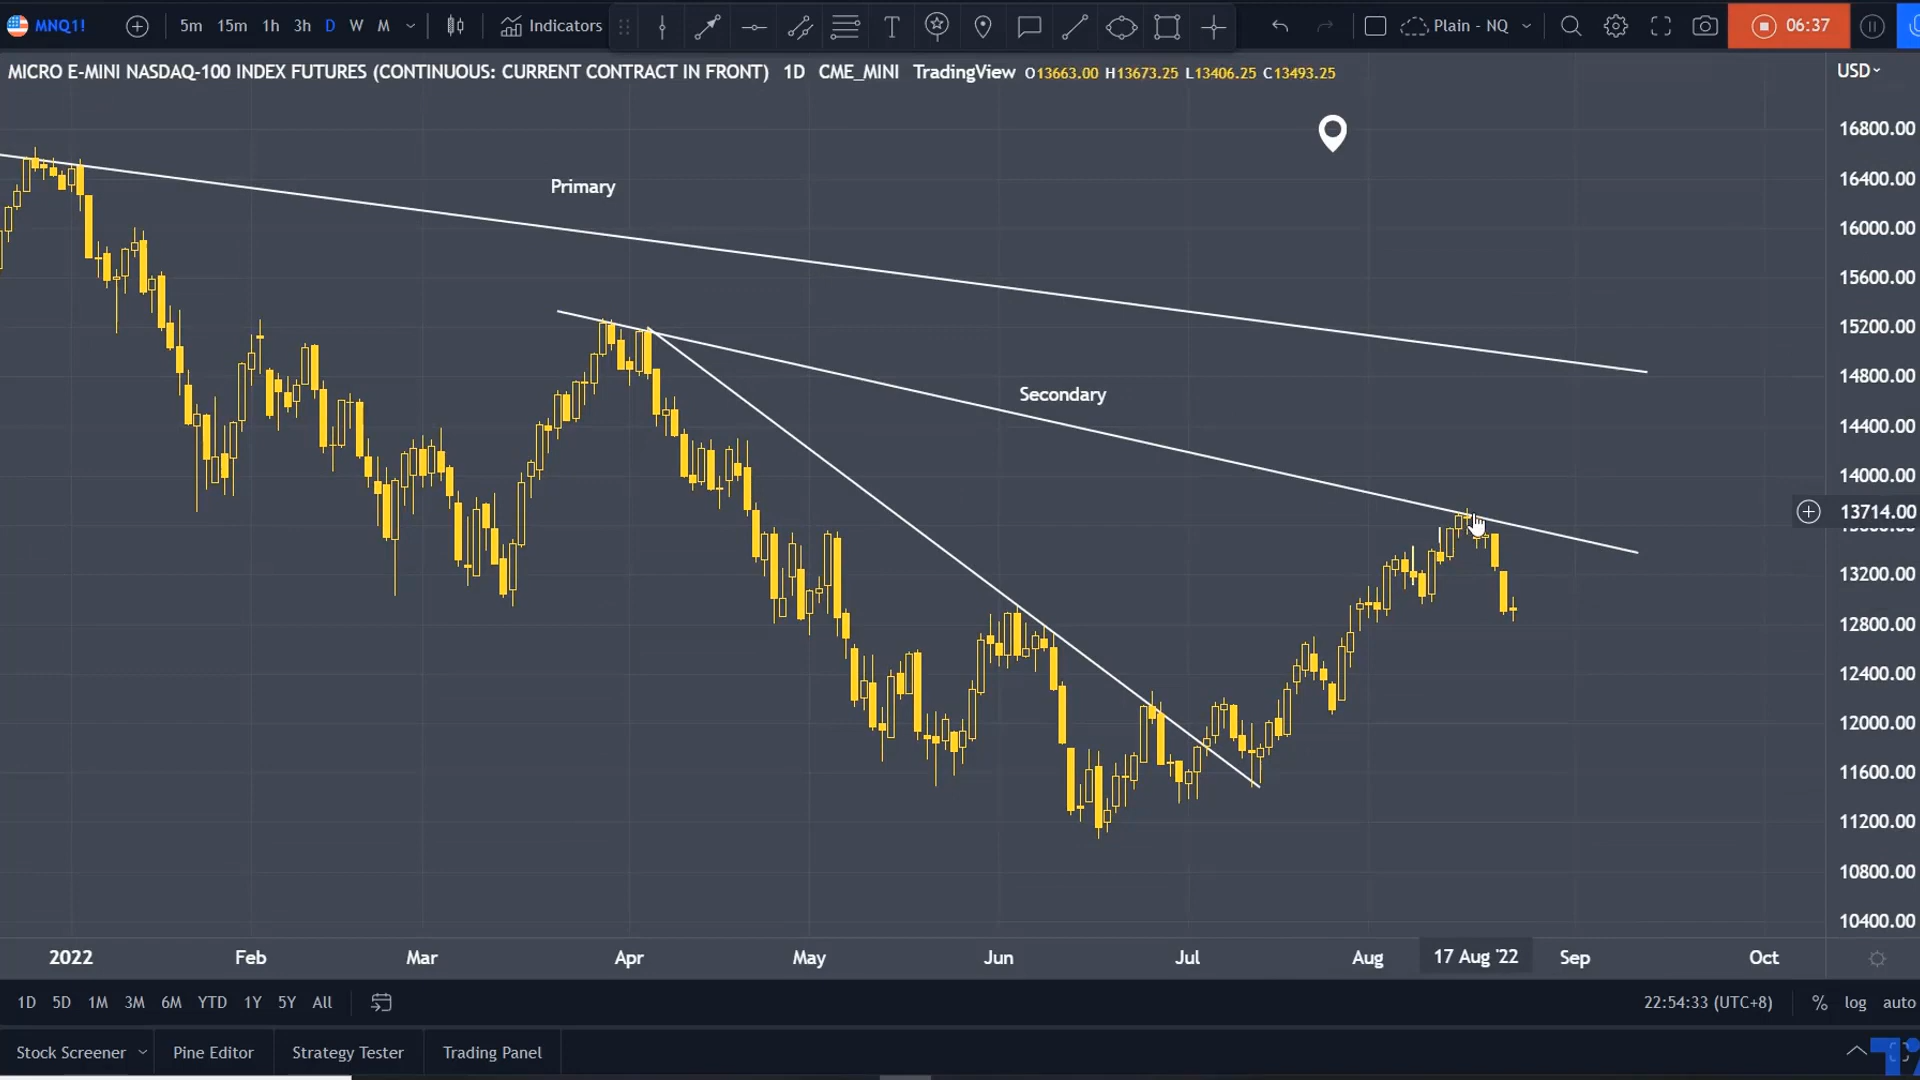 MNQ1! 5m 15m 1h 3h D W M Indicators Plain - NQ 06:37
MICRO E-MINI NASDAQ-100 INDEX FUTURES (CONTINUOUS: CURRENT CONTRACT IN FRONT) 1D CME_MINI TradingView O13663.00 H13673.25 L13406.25 C13493.25
USD
16800.00
16400.00
16000.00
15600.00
15200.00
14800.00
14400.00
14000.00
13714.00
13200.00
12800.00
12400.00
12000.00
11600.00
11200.00
10800.00
10400.00
Primary
Secondary
2022 Feb Mar Apr May Jun Jul Aug 17 Aug '22 Sep Oct
1D 5D 1M 3M 6M YTD 1Y 5Y All 22:54:33 (UTC+8) % log auto
Stock Screener Pine Editor Strategy Tester Trading Panel